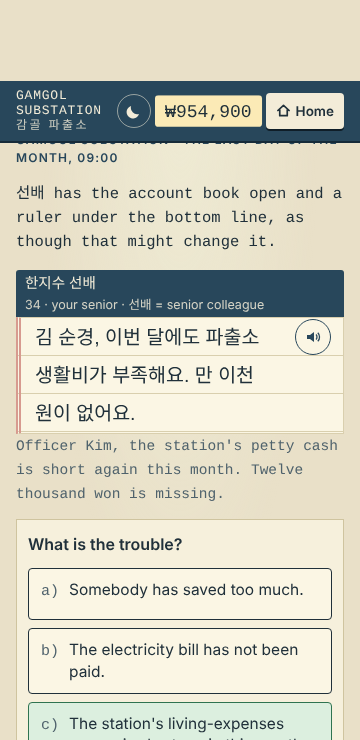 GAMGOL
SUBSTATION
감골 파출소
₩954,900
Home
MONTH, 09:00
선배 has the account book open and a
ruler under the bottom line, as
though that might change it.
한지수 선배
34 · your senior · 선배 = senior colleague
김 순경, 이번 달에도 파출소
생활비가 부족해요. 만 이천
원이 없어요.
Officer Kim, the station's petty cash
is short again this month. Twelve
thousand won is missing.
What is the trouble?
a) Somebody has saved too much.
b) The electricity bill has not been
paid.
c) The station's living-expenses